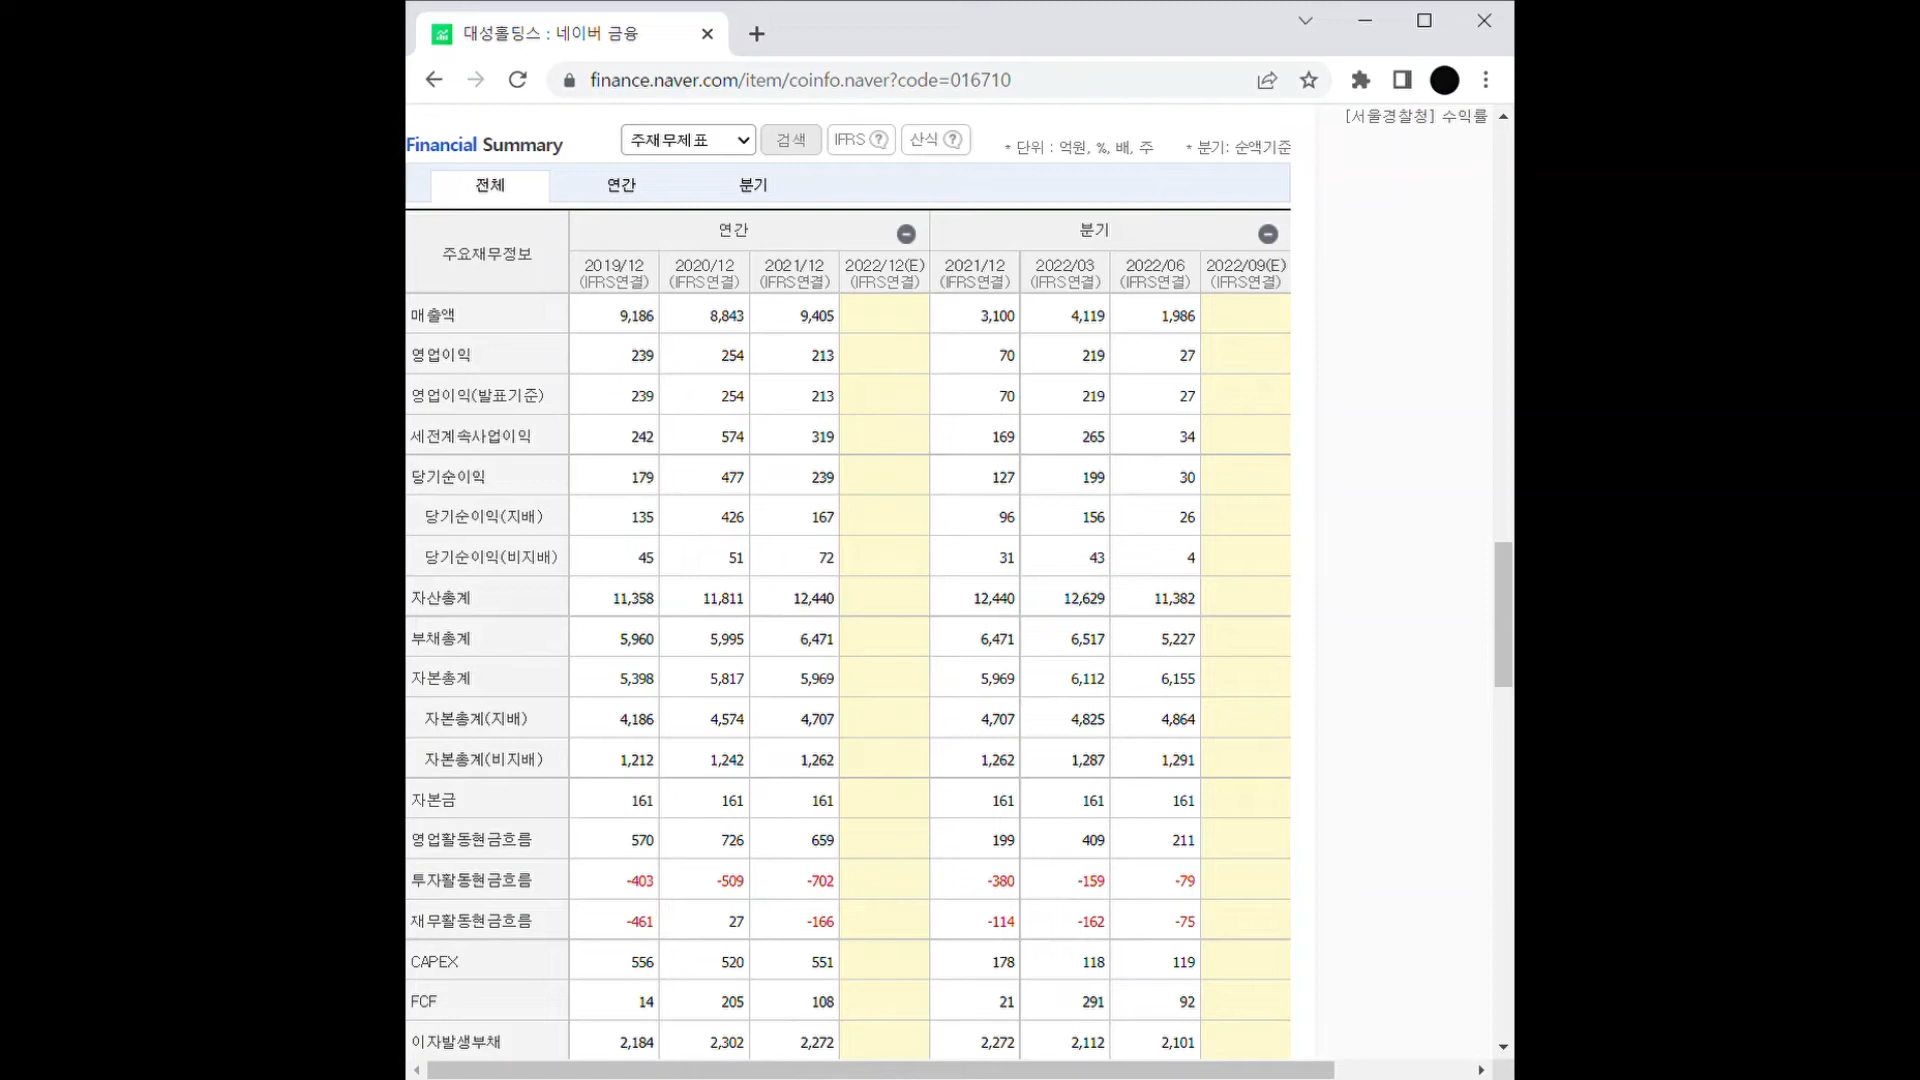 대성홀딩스 : 네이버 금융
finance.naver.com/item/coinfo.naver?code=016710
[서울경찰청] 수익률
Financial Summary 주재무제표 검색 IFRS ? 산식 ? * 단위 : 억원, %, 배, 주 * 분기: 순액기준
전체 연간 분기
주요재무정보 연간 분기
2019/12 2020/12 2021/12 2022/12(E) 2021/12 2022/03 2022/06 2022/09(E)
(IFRS연결) (IFRS연결) (IFRS연결) (IFRS연결) (IFRS연결) (IFRS연결) (IFRS연결) (IFRS연결)
매출액 9,186 8,843 9,405 3,100 4,119 1,986
영업이익 239 254 213 70 219 27
영업이익(발표기준) 239 254 213 70 219 27
세전계속사업이익 242 574 319 169 265 34
당기순이익 179 477 239 127 199 30
당기순이익(지배) 135 426 167 96 156 26
당기순이익(비지배) 45 51 72 31 43 4
자산총계 11,358 11,811 12,440 12,440 12,629 11,382
부채총계 5,960 5,995 6,471 6,471 6,517 5,227
자본총계 5,398 5,817 5,969 5,969 6,112 6,155
자본총계(지배) 4,186 4,574 4,707 4,707 4,825 4,864
자본총계(비지배) 1,212 1,242 1,262 1,262 1,287 1,291
자본금 161 161 161 161 161 161
영업활동현금흐름 570 726 659 199 409 211
투자활동현금흐름 -403 -509 -702 -380 -159 -79
재무활동현금흐름 -461 27 -166 -114 -162 -75
CAPEX 556 520 551 178 118 119
FCF 14 205 108 21 291 92
이자발생부채 2,184 2,302 2,272 2,272 2,112 2,101